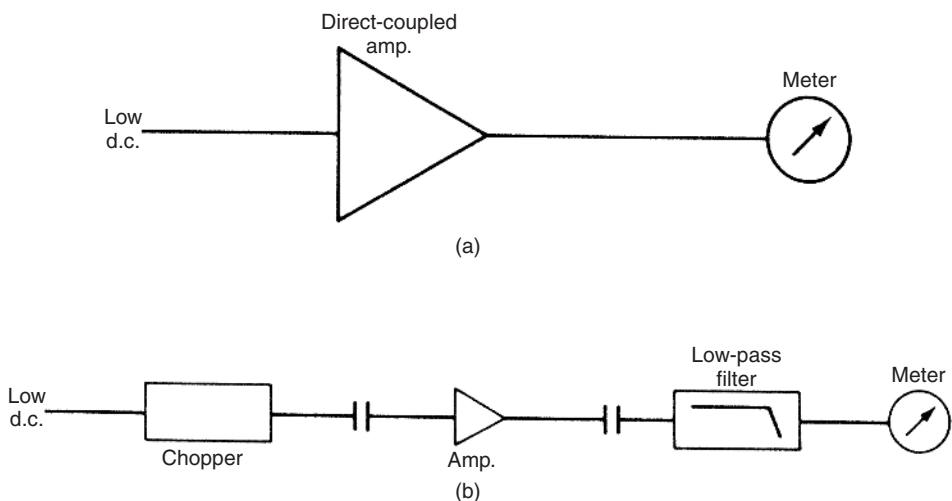 Direct-coupled
amp.
Meter
Low
d.c.
(a)
Low-pass
filter
Meter
Low
d.c.
Chopper
Amp.
(b)